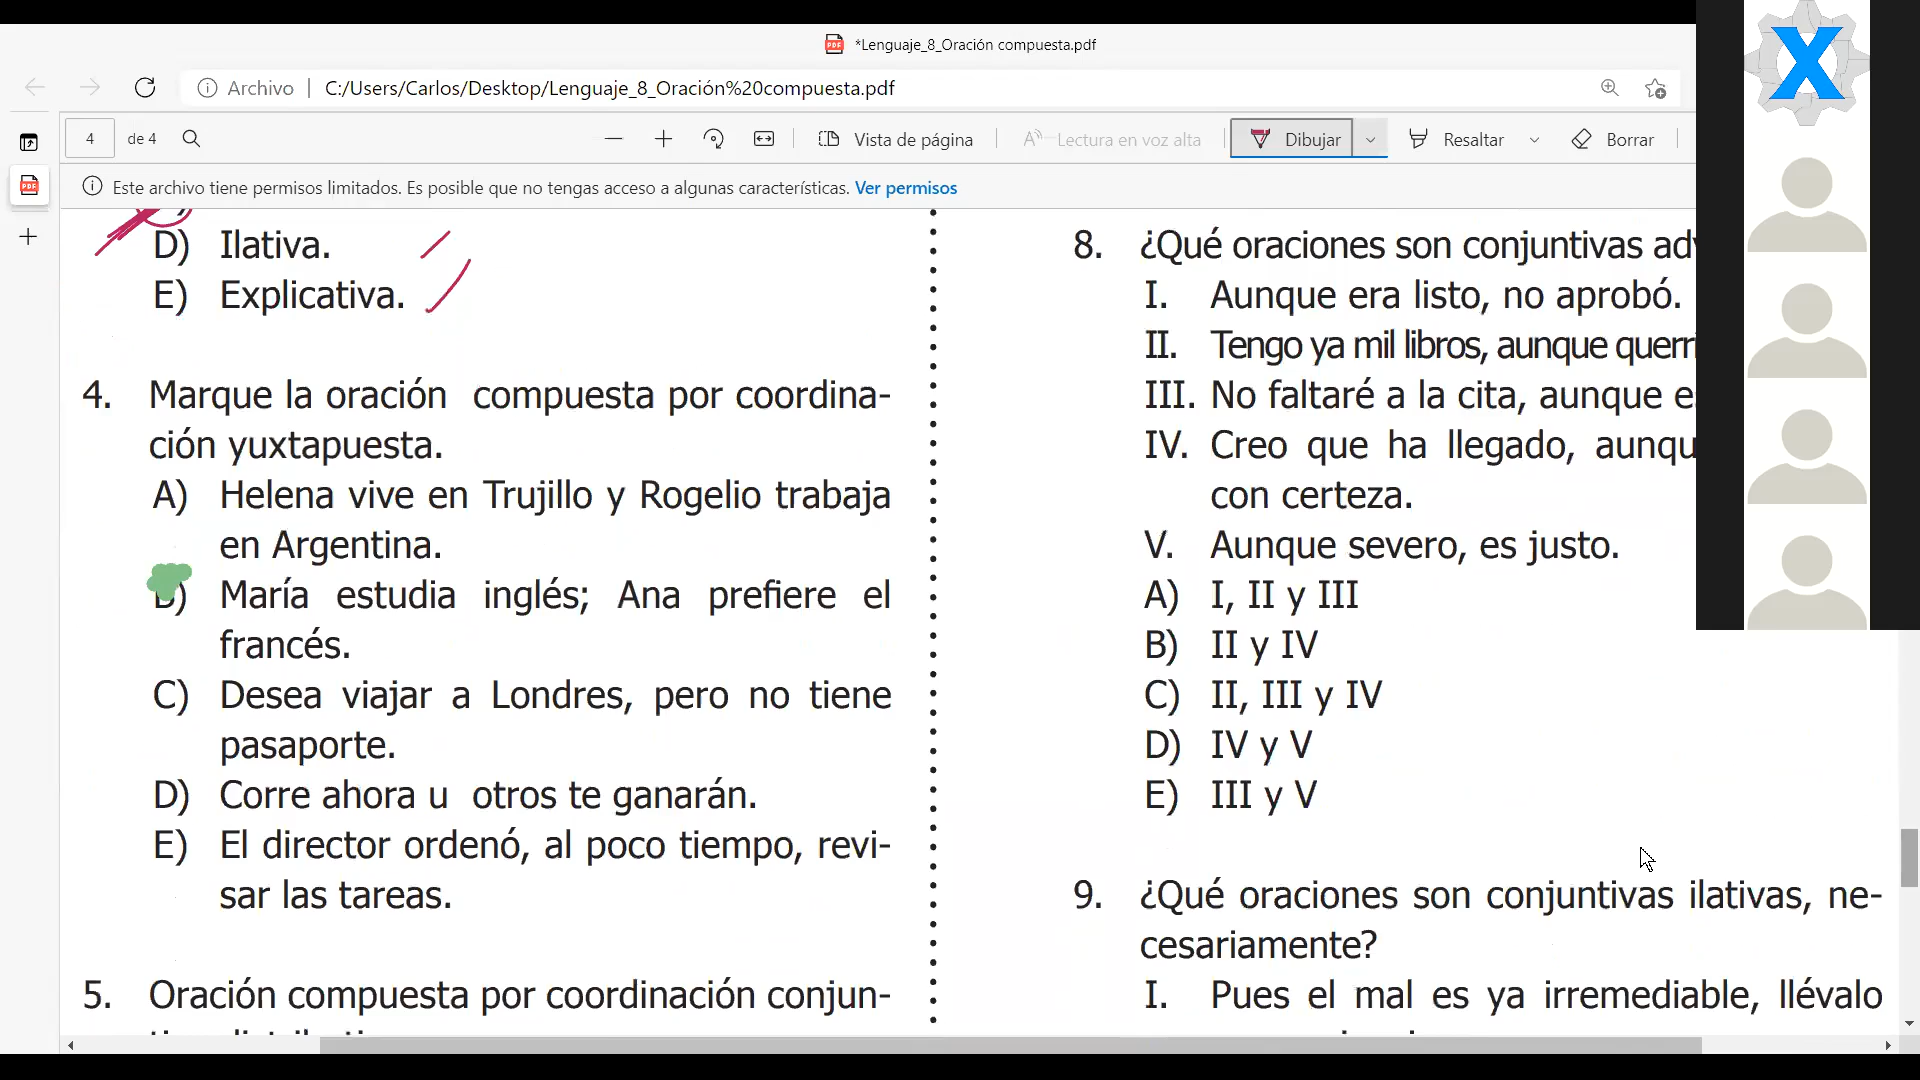 *Lenguaje_8_Oración compuesta.pdf
Archivo | C:/Users/Carlos/Desktop/Lenguaje_8_Oración%20compuesta.pdf
4 de 4 Vista de página Lectura en voz alta Dibujar Resaltar Borrar
Este archivo tiene permisos limitados. Es posible que no tengas acceso a algunas características. Ver permisos
D) Ilativa.
E) Explicativa.
4. Marque la oración compuesta por coordina-
ción yuxtapuesta.
A) Helena vive en Trujillo y Rogelio trabaja
en Argentina.
B) María estudia inglés; Ana prefiere el
francés.
C) Desea viajar a Londres, pero no tiene
pasaporte.
D) Corre ahora u otros te ganarán.
E) El director ordenó, al poco tiempo, revi-
sar las tareas.
5. Oración compuesta por coordinación conjun-
8. ¿Qué oraciones son conjuntivas
I. Aunque era listo, no aprobó.
II. Tengo ya mil libros, aunque
III. No faltaré a la cita, aunque
IV. Creo que ha llegado,
con certeza.
V. Aunque severo, es justo.
A) I, II y III
B) II y IV
C) II, III y IV
D) IV y V
E) III y V
9. ¿Qué oraciones son conjuntivas ilativas, ne-
cesariamente?
I. Pues el mal es ya irremediable, llévalo